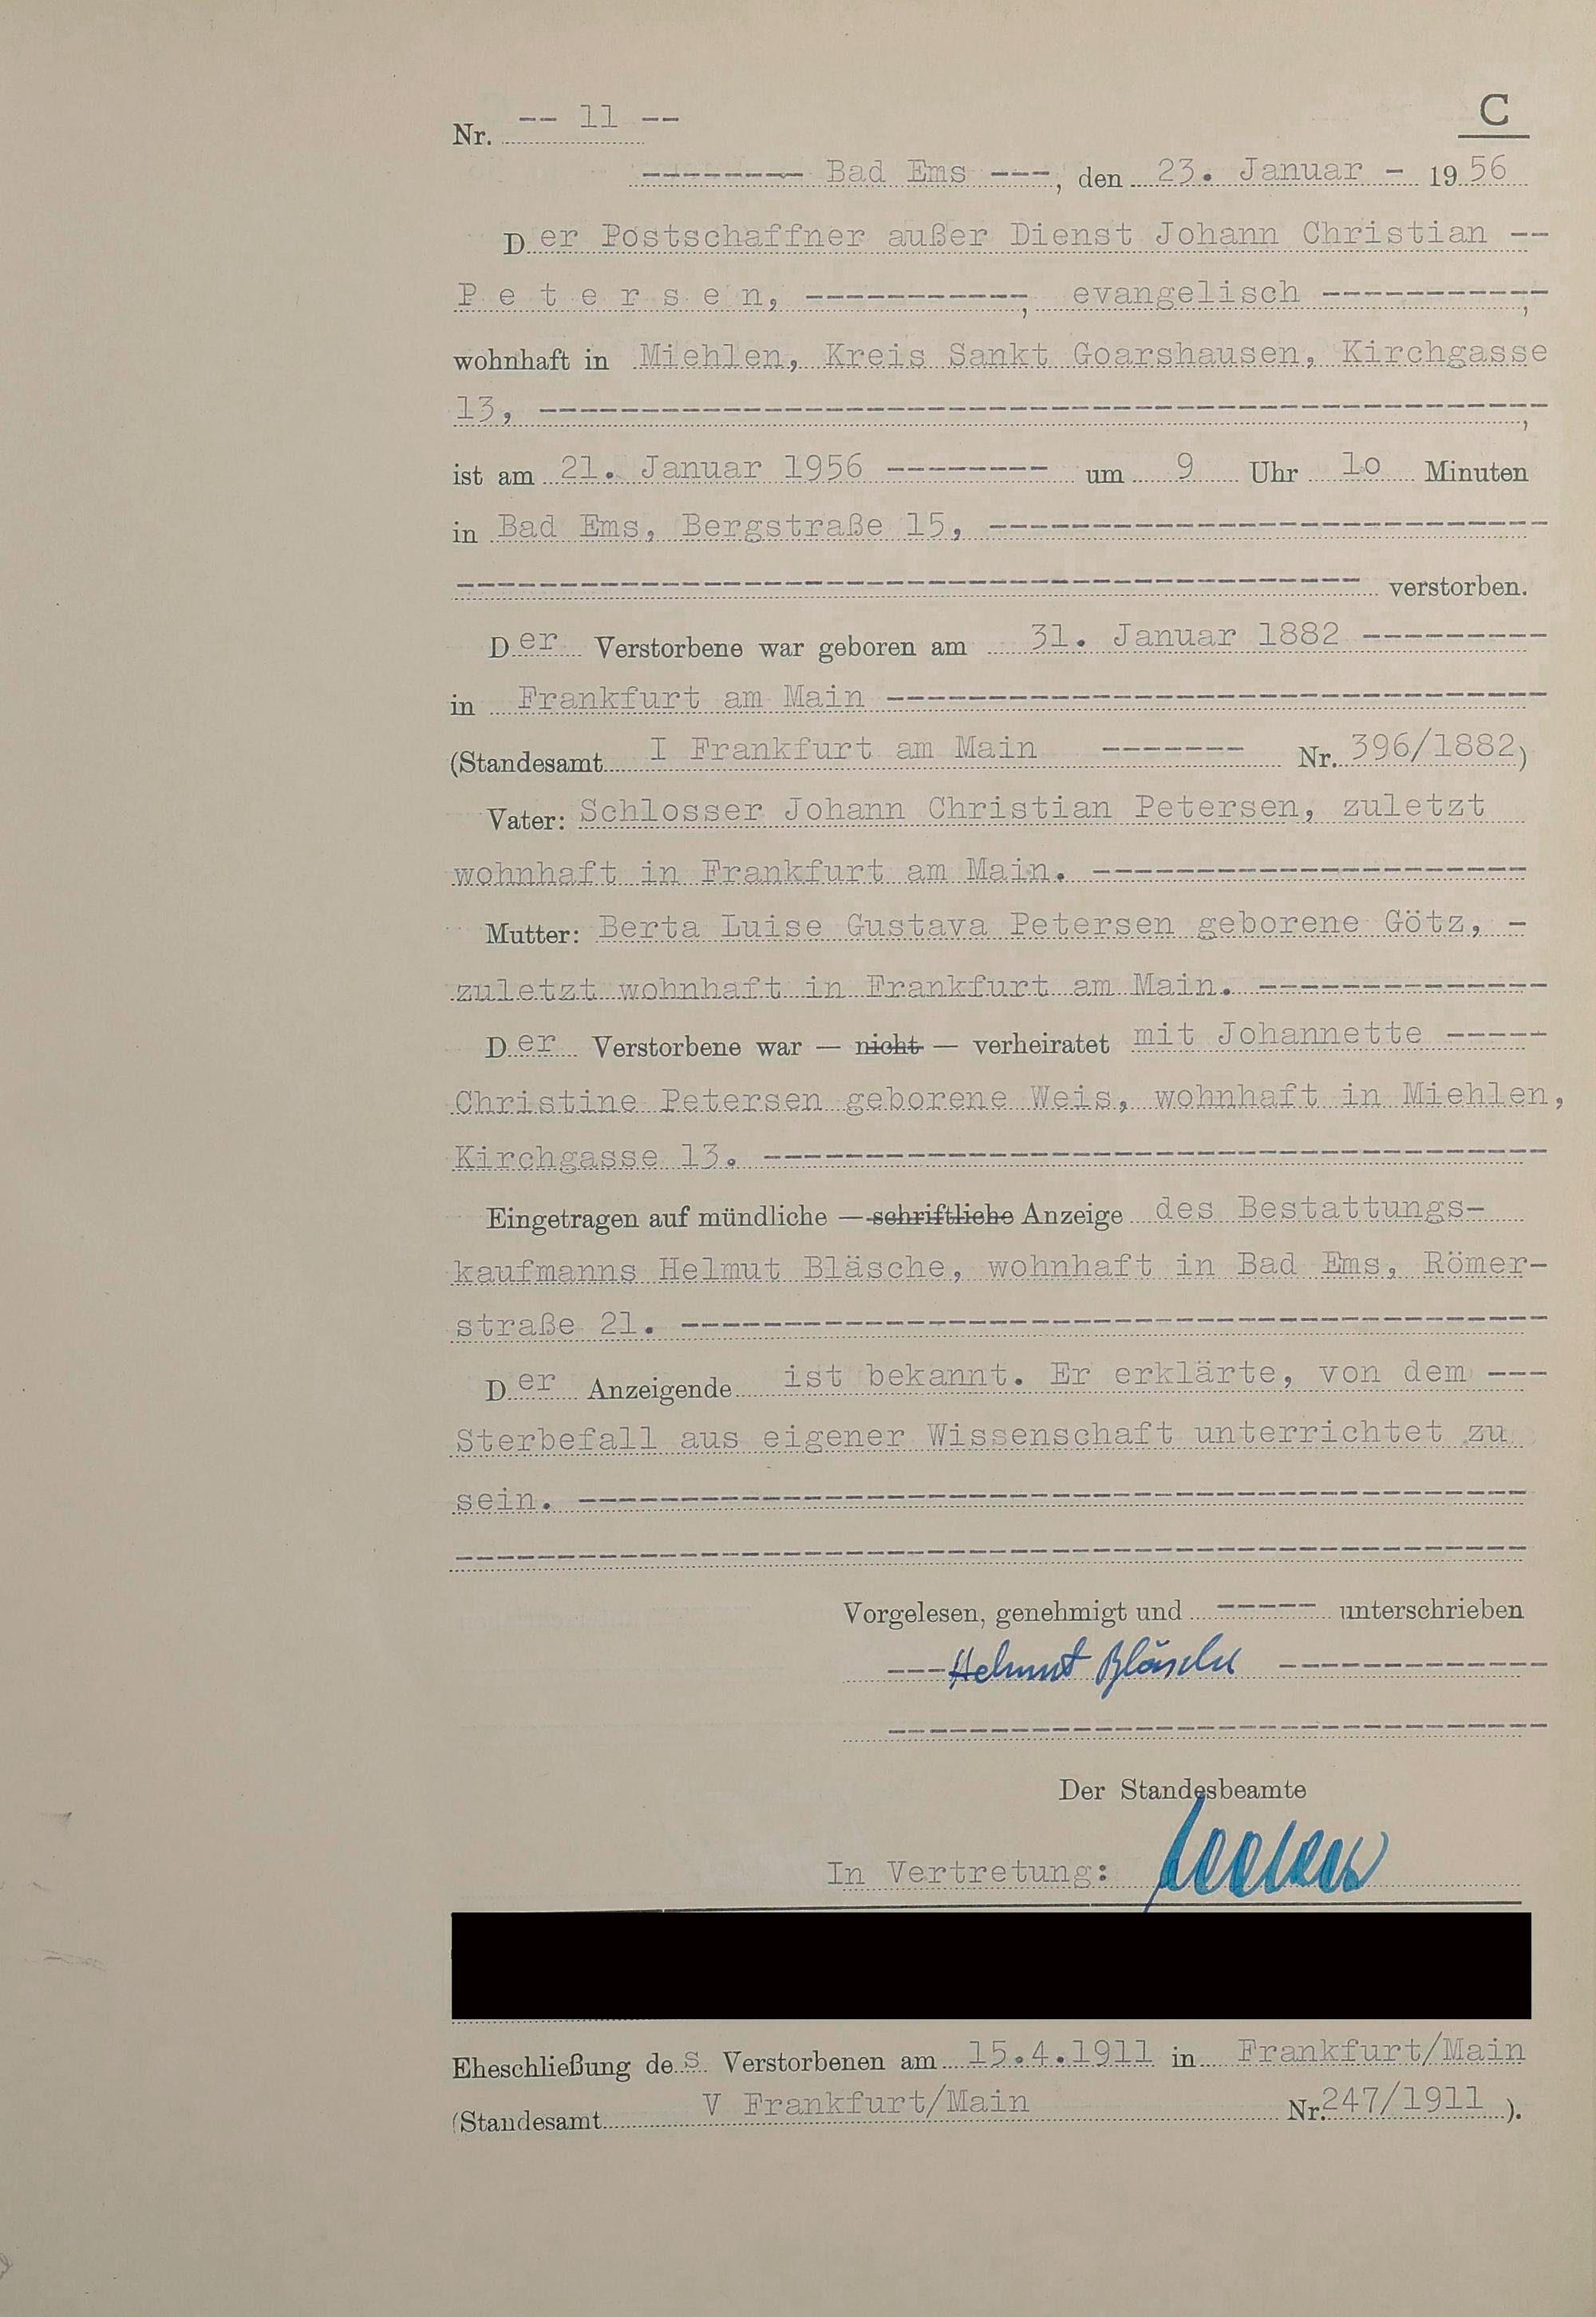 C
Nr. -- 11 --
-------- Bad Ems ---, den 23. Januar - 1956
Der Postschaffner außer Dienst Johann Christian --
P e t e r s e n, -----------, evangelisch -----------,
wohnhaft in Miehlen, Kreis Sankt Goarshausen, Kirchgasse
13, -------------------------------------------------,
ist am 21. Januar 1956 -------- um 9 Uhr 1o Minuten
in Bad Ems, Bergstraße 15, ---------------------------
-------------------------------------------- verstorben.
Der Verstorbene war geboren am 31. Januar 1882 ---------
in Frankfurt am Main --------------------------------
(Standesamt I Frankfurt am Main ------- Nr. 396/1882)
Vater: Schlosser Johann Christian Petersen, zuletzt
wohnhaft in Frankfurt am Main. ---------------------
Mutter: Berta Luise Gustava Petersen geborene Götz, -
zuletzt wohnhaft in Frankfurt am Main. --------------
Der Verstorbene war — nicht — verheiratet mit Johannette -----
Christine Petersen geborene Weis, wohnhaft in Miehlen,
Kirchgasse 13. --------------------------------------
Eingetragen auf mündliche — schriftliche Anzeige des Bestattungs-
kaufmanns Helmut Bläsche, wohnhaft in Bad Ems, Römer-
straße 21. ------------------------------------------
Der Anzeigende ist bekannt. Er erklärte, von dem ---
Sterbefall aus eigener Wissenschaft unterrichtet zu
sein. ----------------------------------------------
----------------------------------------------------
Vorgelesen, genehmigt und ----- unterschrieben
--- Helmut Bläsche -------------
--------------------------------
Der Standesbeamte
In Vertretung:
Eheschließung des Verstorbenen am 15.4.1911 in Frankfurt/Main
(Standesamt V Frankfurt/Main Nr. 247/1911 ).